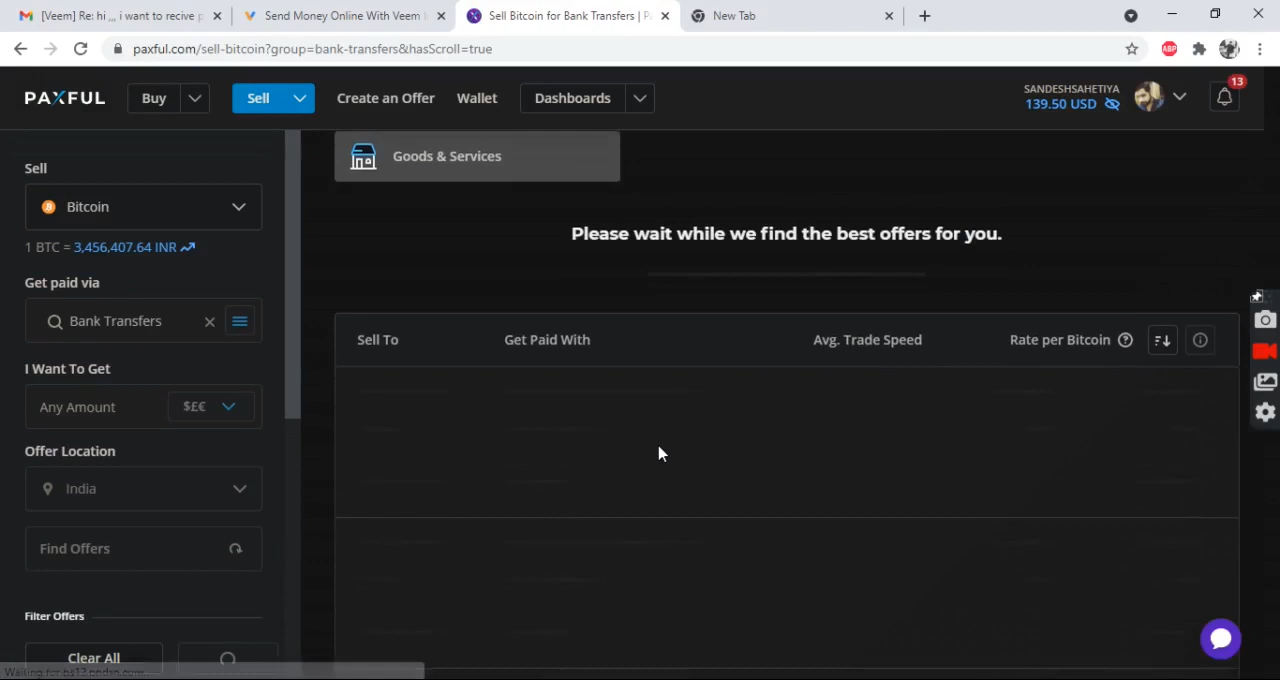 [Veem] Re: hi ,,, i want to recive p
Send Money Online With Veem
Sell Bitcoin for Bank Transfers | P
New Tab
paxful.com/sell-bitcoin?group=bank-transfers&hasScroll=true
ABP
PAXFUL
Buy
Sell
Create an Offer
Wallet
Dashboards
SANDESHSAHETIYA
139.50 USD
13
Sell
Bitcoin
1 BTC = 3,456,407.64 INR
Get paid via
Bank Transfers
I Want To Get
Any Amount
$£€
Offer Location
India
Find Offers
Filter Offers
Clear All
Goods & Services
Please wait while we find the best offers for you.
Sell To
Get Paid With
Avg. Trade Speed
Rate per Bitcoin